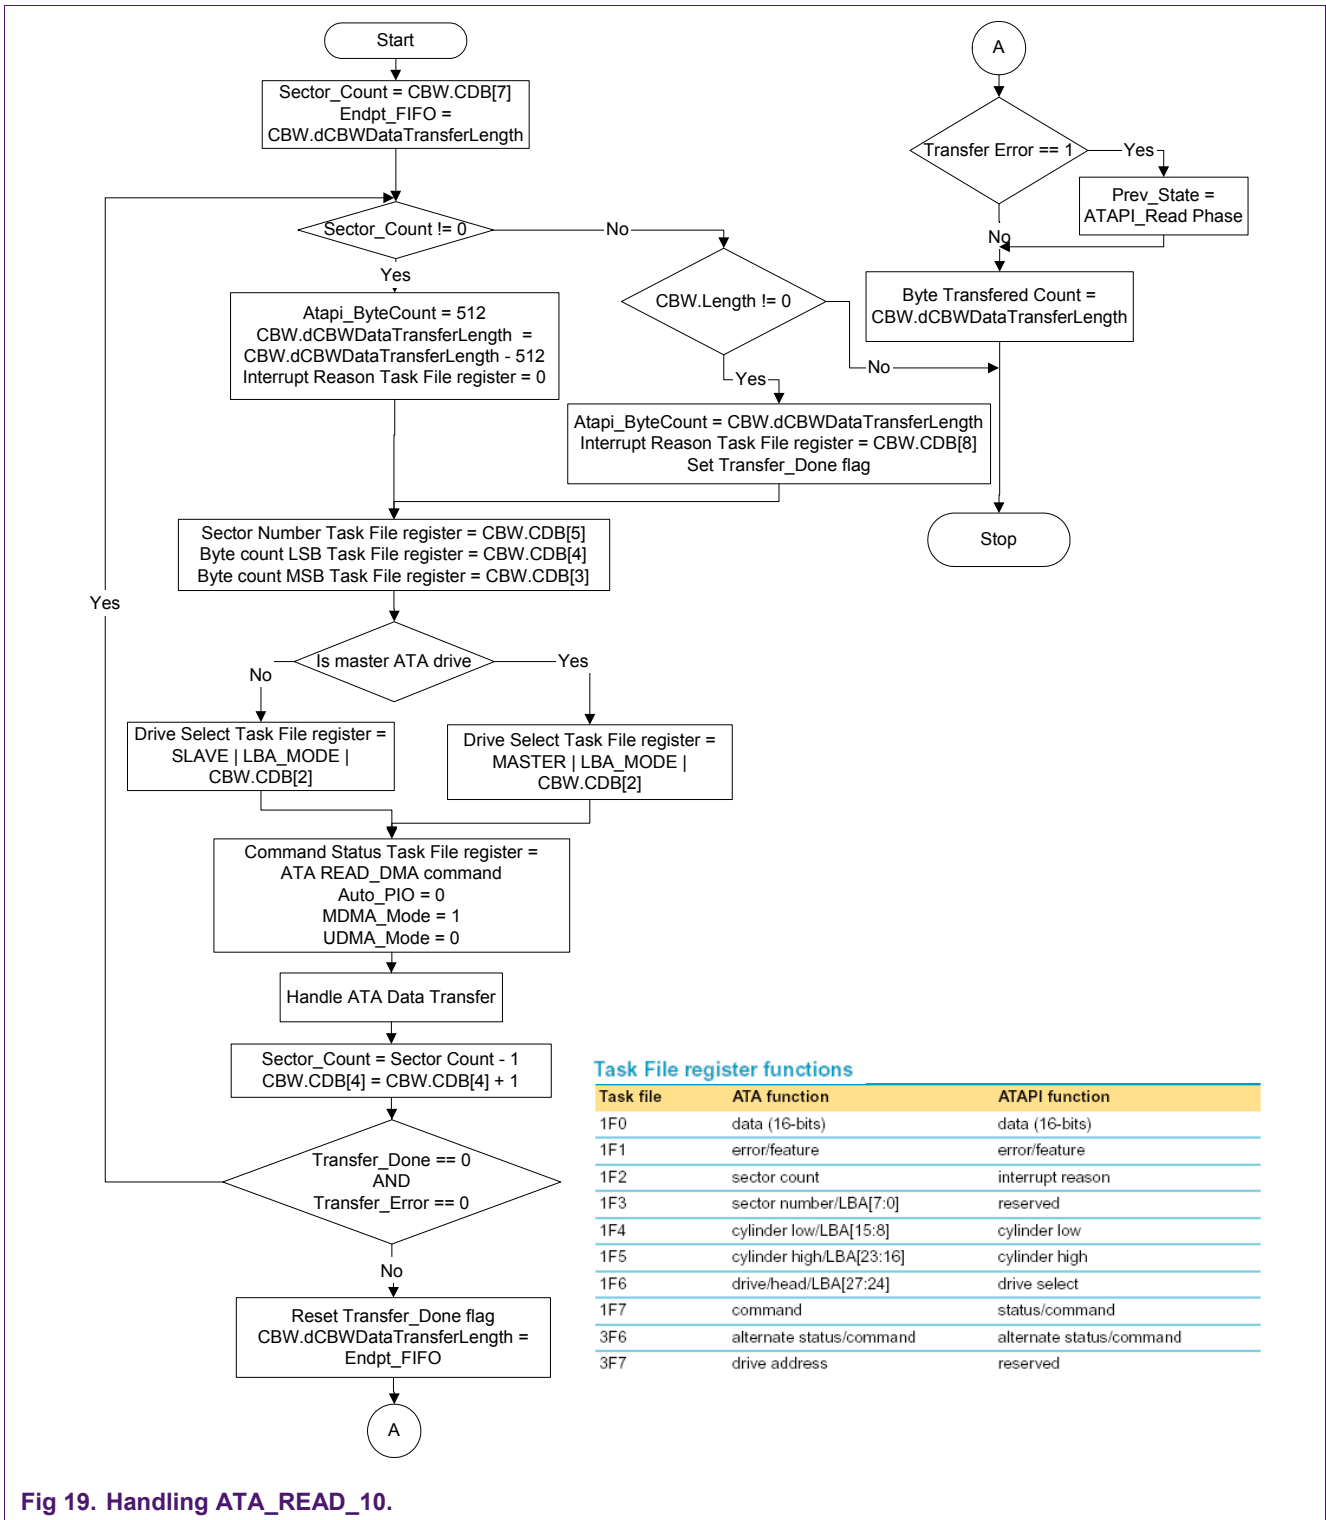 Start
Sector_Count = CBW.CDB[7]
Endpt_FIFO =
CBW.dCBWDataTransferLength
Sector_Count != 0
No
Yes
CBW.Length != 0
No
Yes
Atapi_ByteCount = 512
CBW.dCBWDataTransferLength =
CBW.dCBWDataTransferLength - 512
Interrupt Reason Task File register = 0
Atapi_ByteCount = CBW.dCBWDataTransferLength
Interrupt Reason Task File register = CBW.CDB[8]
Set Transfer_Done flag
Sector Number Task File register = CBW.CDB[5]
Byte count LSB Task File register = CBW.CDB[4]
Byte count MSB Task File register = CBW.CDB[3]
Yes
Is master ATA drive
No
Yes
Drive Select Task File register =
SLAVE | LBA_MODE |
CBW.CDB[2]
Drive Select Task File register =
MASTER | LBA_MODE |
CBW.CDB[2]
Command Status Task File register =
ATA READ_DMA command
Auto_PIO = 0
MDMA_Mode = 1
UDMA_Mode = 0
Handle ATA Data Transfer
Sector_Count = Sector Count - 1
CBW.CDB[4] = CBW.CDB[4] + 1
Transfer_Done == 0
AND
Transfer_Error == 0
No
Reset Transfer_Done flag
CBW.dCBWDataTransferLength =
Endpt_FIFO
A
A
Transfer Error == 1
Yes
Prev_State =
ATAPI_Read Phase
No
Byte Transfered Count =
CBW.dCBWDataTransferLength
Stop
Task File register functions
Task file ATA function ATAPI function
1F0 data (16-bits) data (16-bits)
1F1 error/feature error/feature
1F2 sector count interrupt reason
1F3 sector number/LBA[7:0] reserved
1F4 cylinder low/LBA[15:8] cylinder low
1F5 cylinder high/LBA[23:16] cylinder high
1F6 drive/head/LBA[27:24] drive select
1F7 command status/command
3F6 alternate status/command alternate status/command
3F7 drive address reserved
Fig 19. Handling ATA_READ_10.